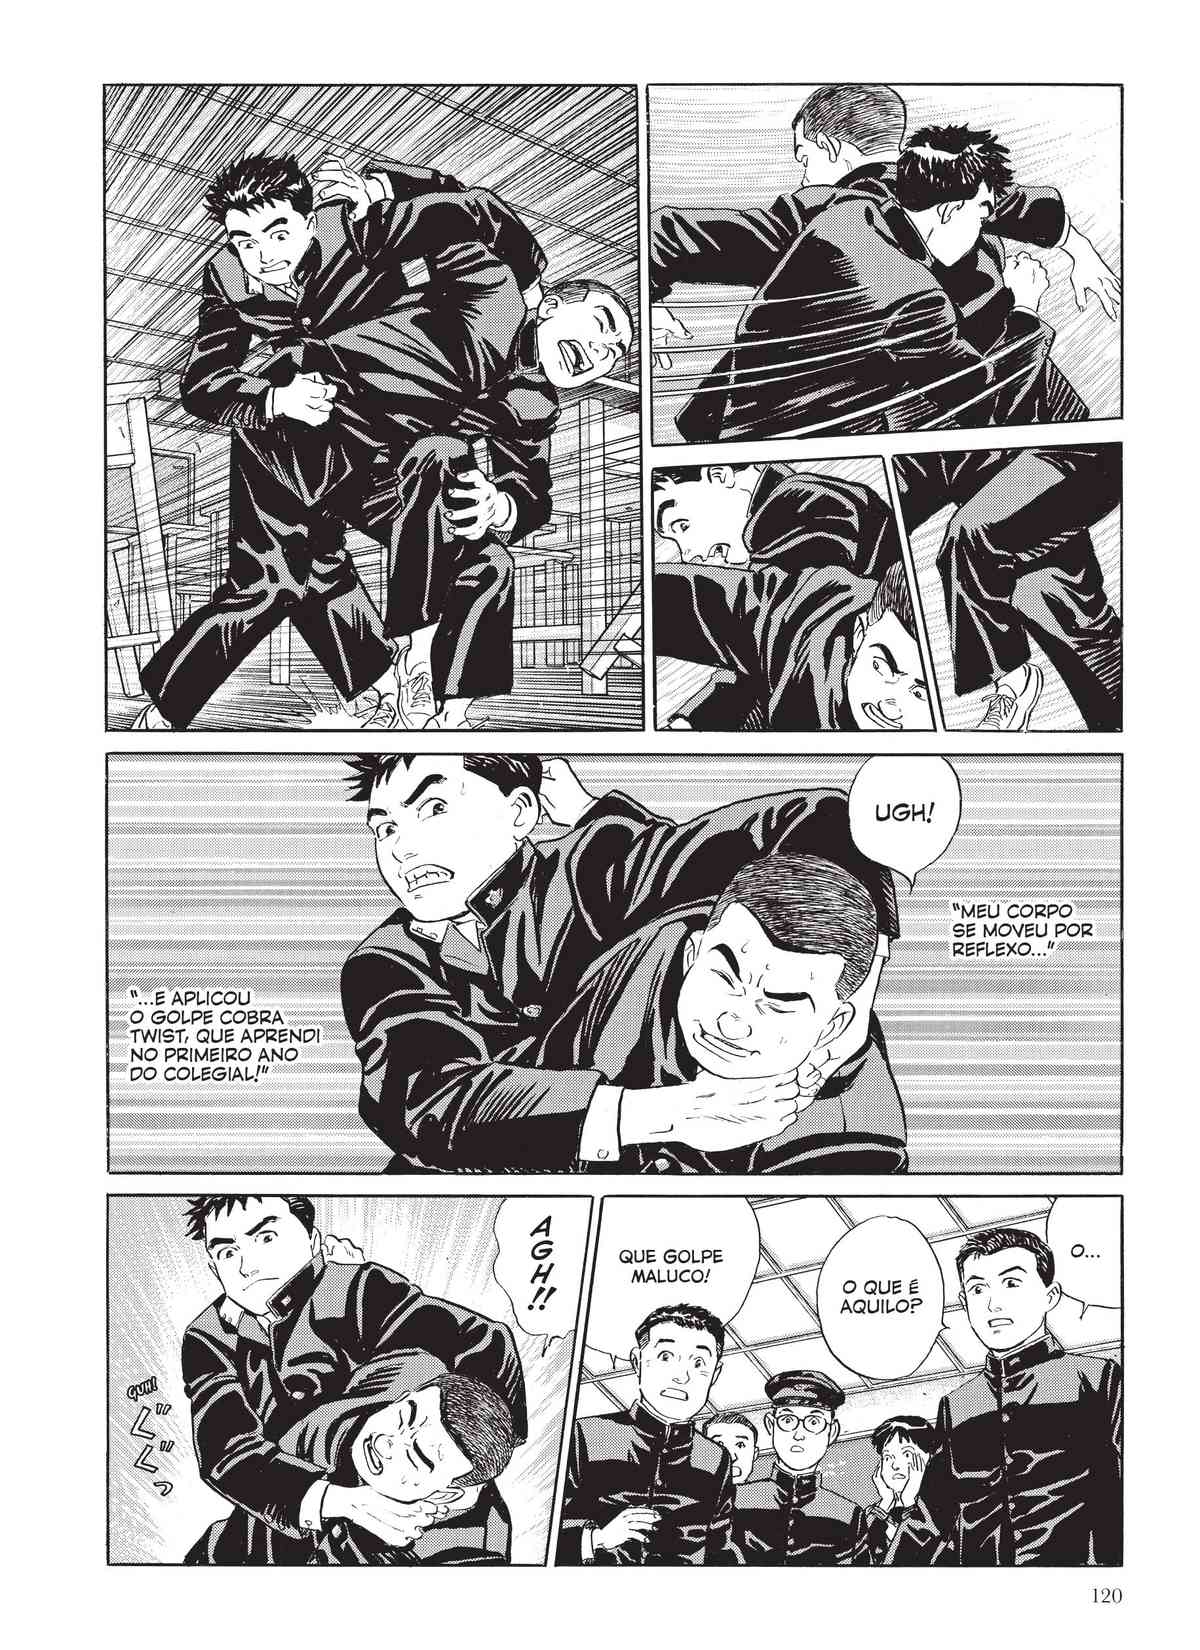 UGH!
"MEU CORPO
SE MOVEU POR
REFLEXO..."
"...E APLICOU
O GOLPE COBRA
TWIST, QUE APRENDI
NO PRIMEIRO ANO
DO COLEGIAL!"
AGH!!
GUH!
ぐぐっ
QUE GOLPE
MALUCO!
O QUE É
AQUILO?
O...
120